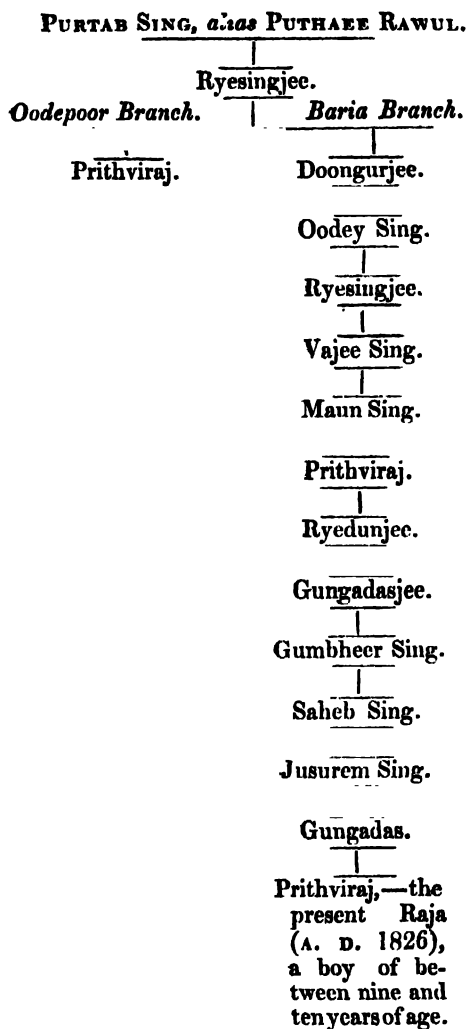 PURTAB SING, alias PUTHAEE RAWUL.
Ryesingjee.
Oodepoor Branch. Baria Branch.
Prithviraj. Doongurjee.
Oodey Sing.
Ryesingjee.
Vajee Sing.
Maun Sing.
Prithviraj.
Ryedunjee.
Gungadasjee.
Gumbheer Sing.
Saheb Sing.
Jusurem Sing.
Gungadas.
Prithviraj,—the
present Raja
(A. D. 1826),
a boy of be-
tween nine and
ten years of age.